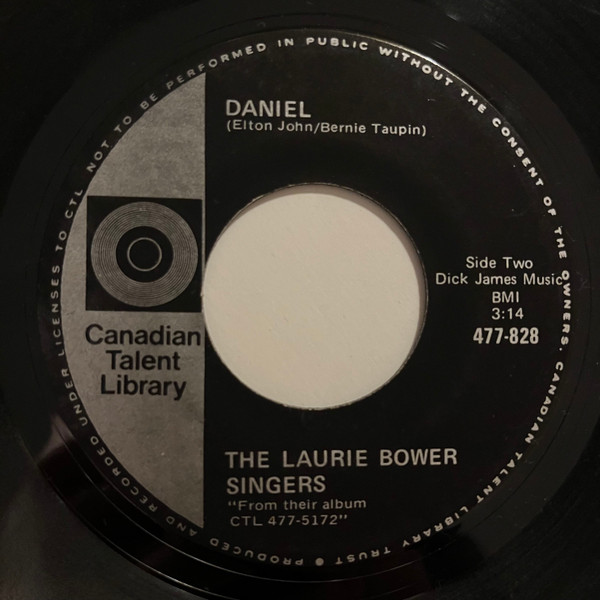 DANIEL
(Elton John/Bernie Taupin)
Side Two
Dick James Music
BMI
3:14
477-828
Canadian
Talent
Library
THE LAURIE BOWER
SINGERS
"From their album
CTL 477-5172"
PRODUCED AND RECORDED UNDER LICENSES TO CTL. NOT TO BE PERFORMED IN PUBLIC WITHOUT THE CONSENT OF THE OWNERS. CANADIAN TALENT LIBRARY TRUST •